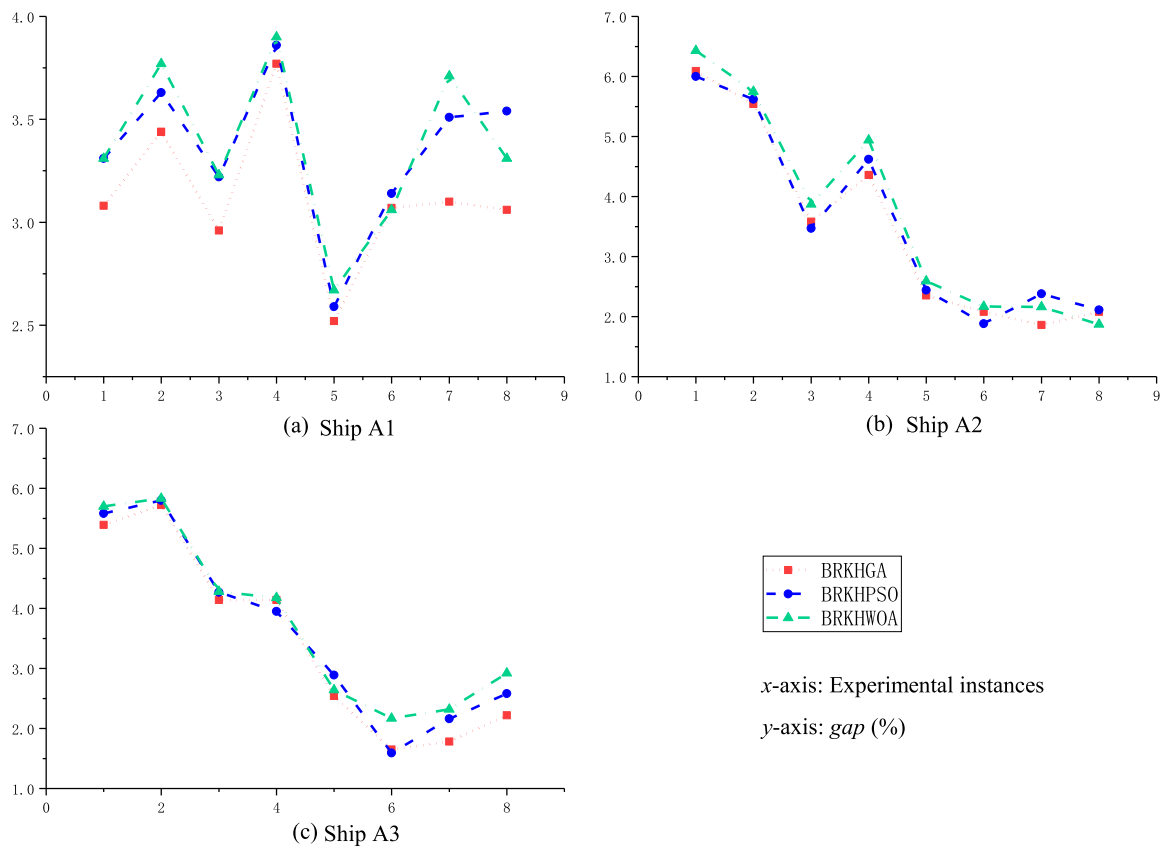 4.0
3.5
3.0
2.5
0 1 2 3 4 5 6 7 8 9
(a) Ship A1
7.0
6.0
5.0
4.0
3.0
2.0
1.0
0 1 2 3 4 5 6 7 8 9
(b) Ship A2
7.0
6.0
5.0
4.0
3.0
2.0
1.0
0 2 4 6 8
(c) Ship A3
BRKHGA
BRKHPSO
BRKHWOA
x-axis: Experimental instances
y-axis: gap (%)